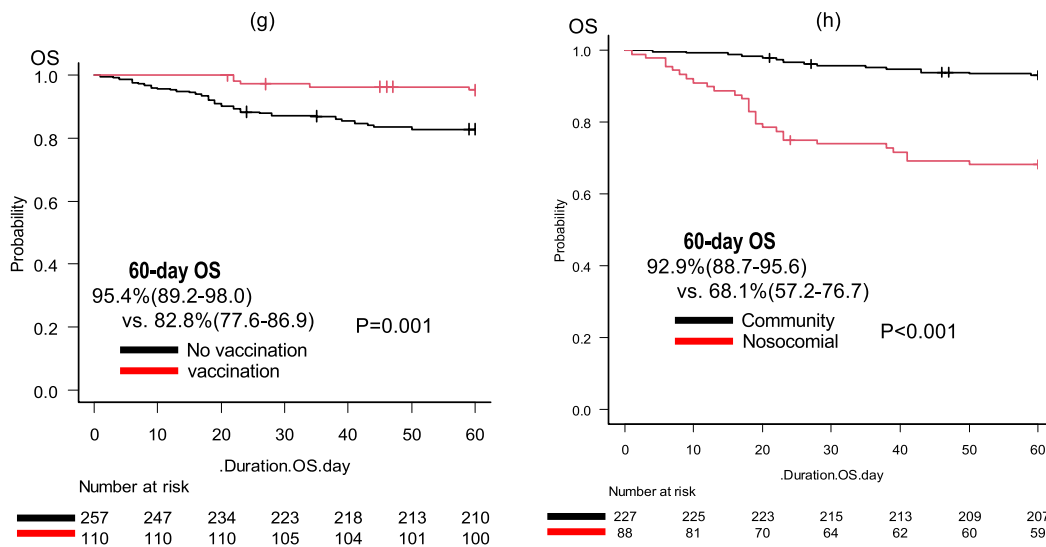 (g)
OS
1.0
0.8
0.6
0.4
0.2
0.0
Probability
60-day OS
95.4%(89.2-98.0)
vs. 82.8%(77.6-86.9)
P=0.001
No vaccination
vaccination
0 10 20 30 40 50 60
.Duration.OS.day
Number at risk
257 247 234 223 218 213 210
110 110 110 105 104 101 100
(h)
OS
1.0
0.8
0.6
0.4
0.2
0.0
Probability
60-day OS
92.9%(88.7-95.6)
vs. 68.1%(57.2-76.7)
Community
P<0.001
Nosocomial
0 10 20 30 40 50 60
.Duration.OS.day
Number at risk
227 225 223 215 213 209 207
88 81 70 64 62 60 59